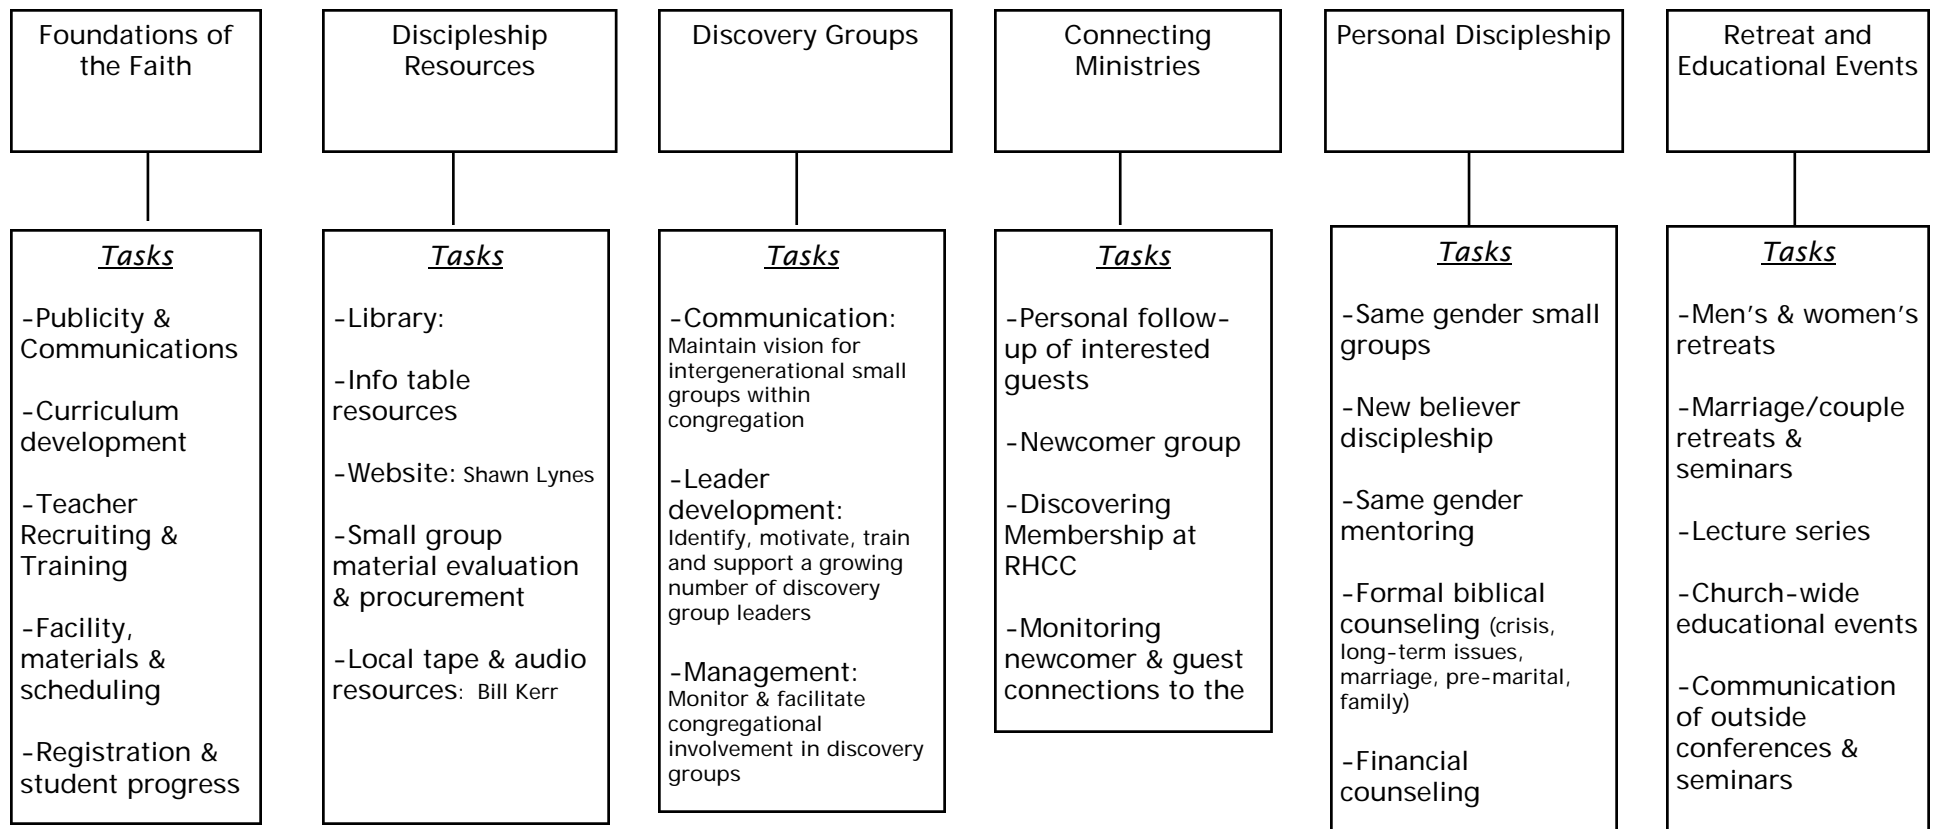 Foundations of
the Faith
Discipleship
Resources
Discovery Groups
Connecting
Ministries
Personal Discipleship
Retreat and
Educational Events
Tasks
-Publicity &
Communications
-Curriculum
development
-Teacher
Recruiting &
Training
-Facility,
materials &
scheduling
-Registration &
student progress
Tasks
-Library:
-Info table
resources
-Website: Shawn Lynes
-Small group
material evaluation
& procurement
-Local tape & audio
resources: Bill Kerr
Tasks
-Communication:
Maintain vision for
intergenerational small
groups within
congregation
-Leader
development:
Identify, motivate, train
and support a growing
number of discovery
group leaders
-Management:
Monitor & facilitate
congregational
involvement in discovery
groups
Tasks
-Personal follow-
up of interested
guests
-Newcomer group
-Discovering
Membership at
RHCC
-Monitoring
newcomer & guest
connections to the
Tasks
-Same gender small
groups
-New believer
discipleship
-Same gender
mentoring
-Formal biblical
counseling (crisis,
long-term issues,
marriage, pre-marital,
family)
-Financial
counseling
Tasks
-Men’s & women’s
retreats
-Marriage/couple
retreats &
seminars
-Lecture series
-Church-wide
educational events
-Communication
of outside
conferences &
seminars